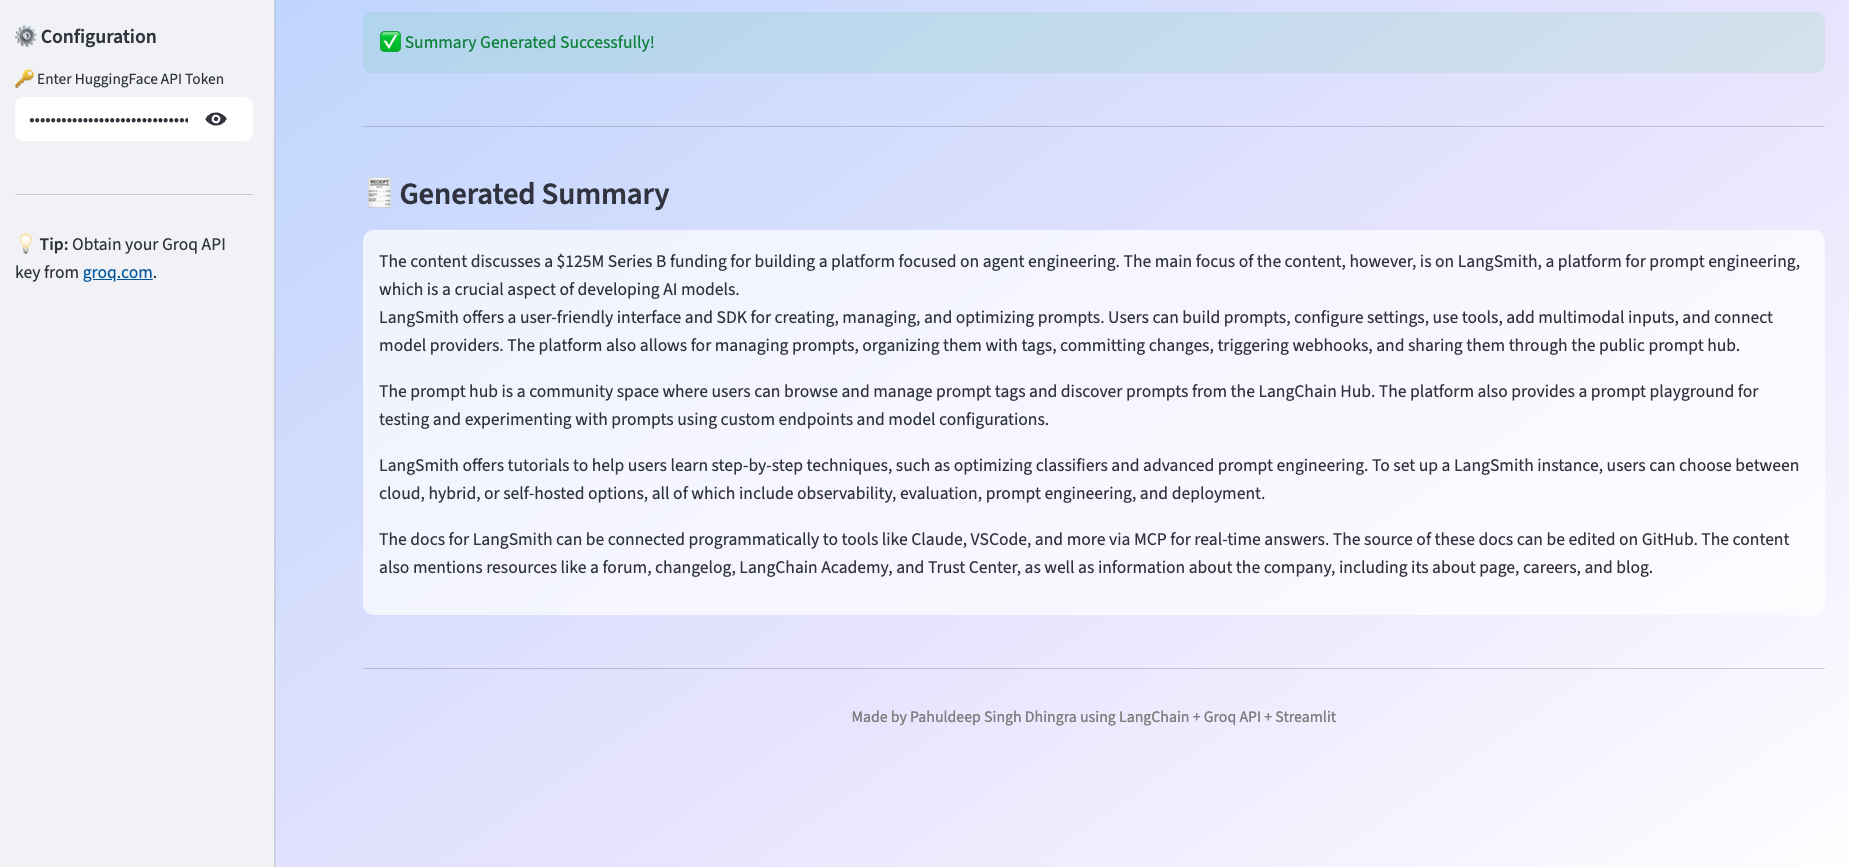 ⚙️ Configuration
🔑 Enter HuggingFace API Token
••••••••••••••••••••••••••••••
💡 Tip: Obtain your Groq API
key from groq.com.
✅ Summary Generated Successfully!
🧾 Generated Summary
The content discusses a $125M Series B funding for building a platform focused on agent engineering. The main focus of the content, however, is on LangSmith, a platform for prompt engineering,
which is a crucial aspect of developing AI models.
LangSmith offers a user-friendly interface and SDK for creating, managing, and optimizing prompts. Users can build prompts, configure settings, use tools, add multimodal inputs, and connect
model providers. The platform also allows for managing prompts, organizing them with tags, committing changes, triggering webhooks, and sharing them through the public prompt hub.
The prompt hub is a community space where users can browse and manage prompt tags and discover prompts from the LangChain Hub. The platform also provides a prompt playground for
testing and experimenting with prompts using custom endpoints and model configurations.
LangSmith offers tutorials to help users learn step-by-step techniques, such as optimizing classifiers and advanced prompt engineering. To set up a LangSmith instance, users can choose between
cloud, hybrid, or self-hosted options, all of which include observability, evaluation, prompt engineering, and deployment.
The docs for LangSmith can be connected programmatically to tools like Claude, VSCode, and more via MCP for real-time answers. The source of these docs can be edited on GitHub. The content
also mentions resources like a forum, changelog, LangChain Academy, and Trust Center, as well as information about the company, including its about page, careers, and blog.
Made by Pahuldeep Singh Dhingra using LangChain + Groq API + Streamlit